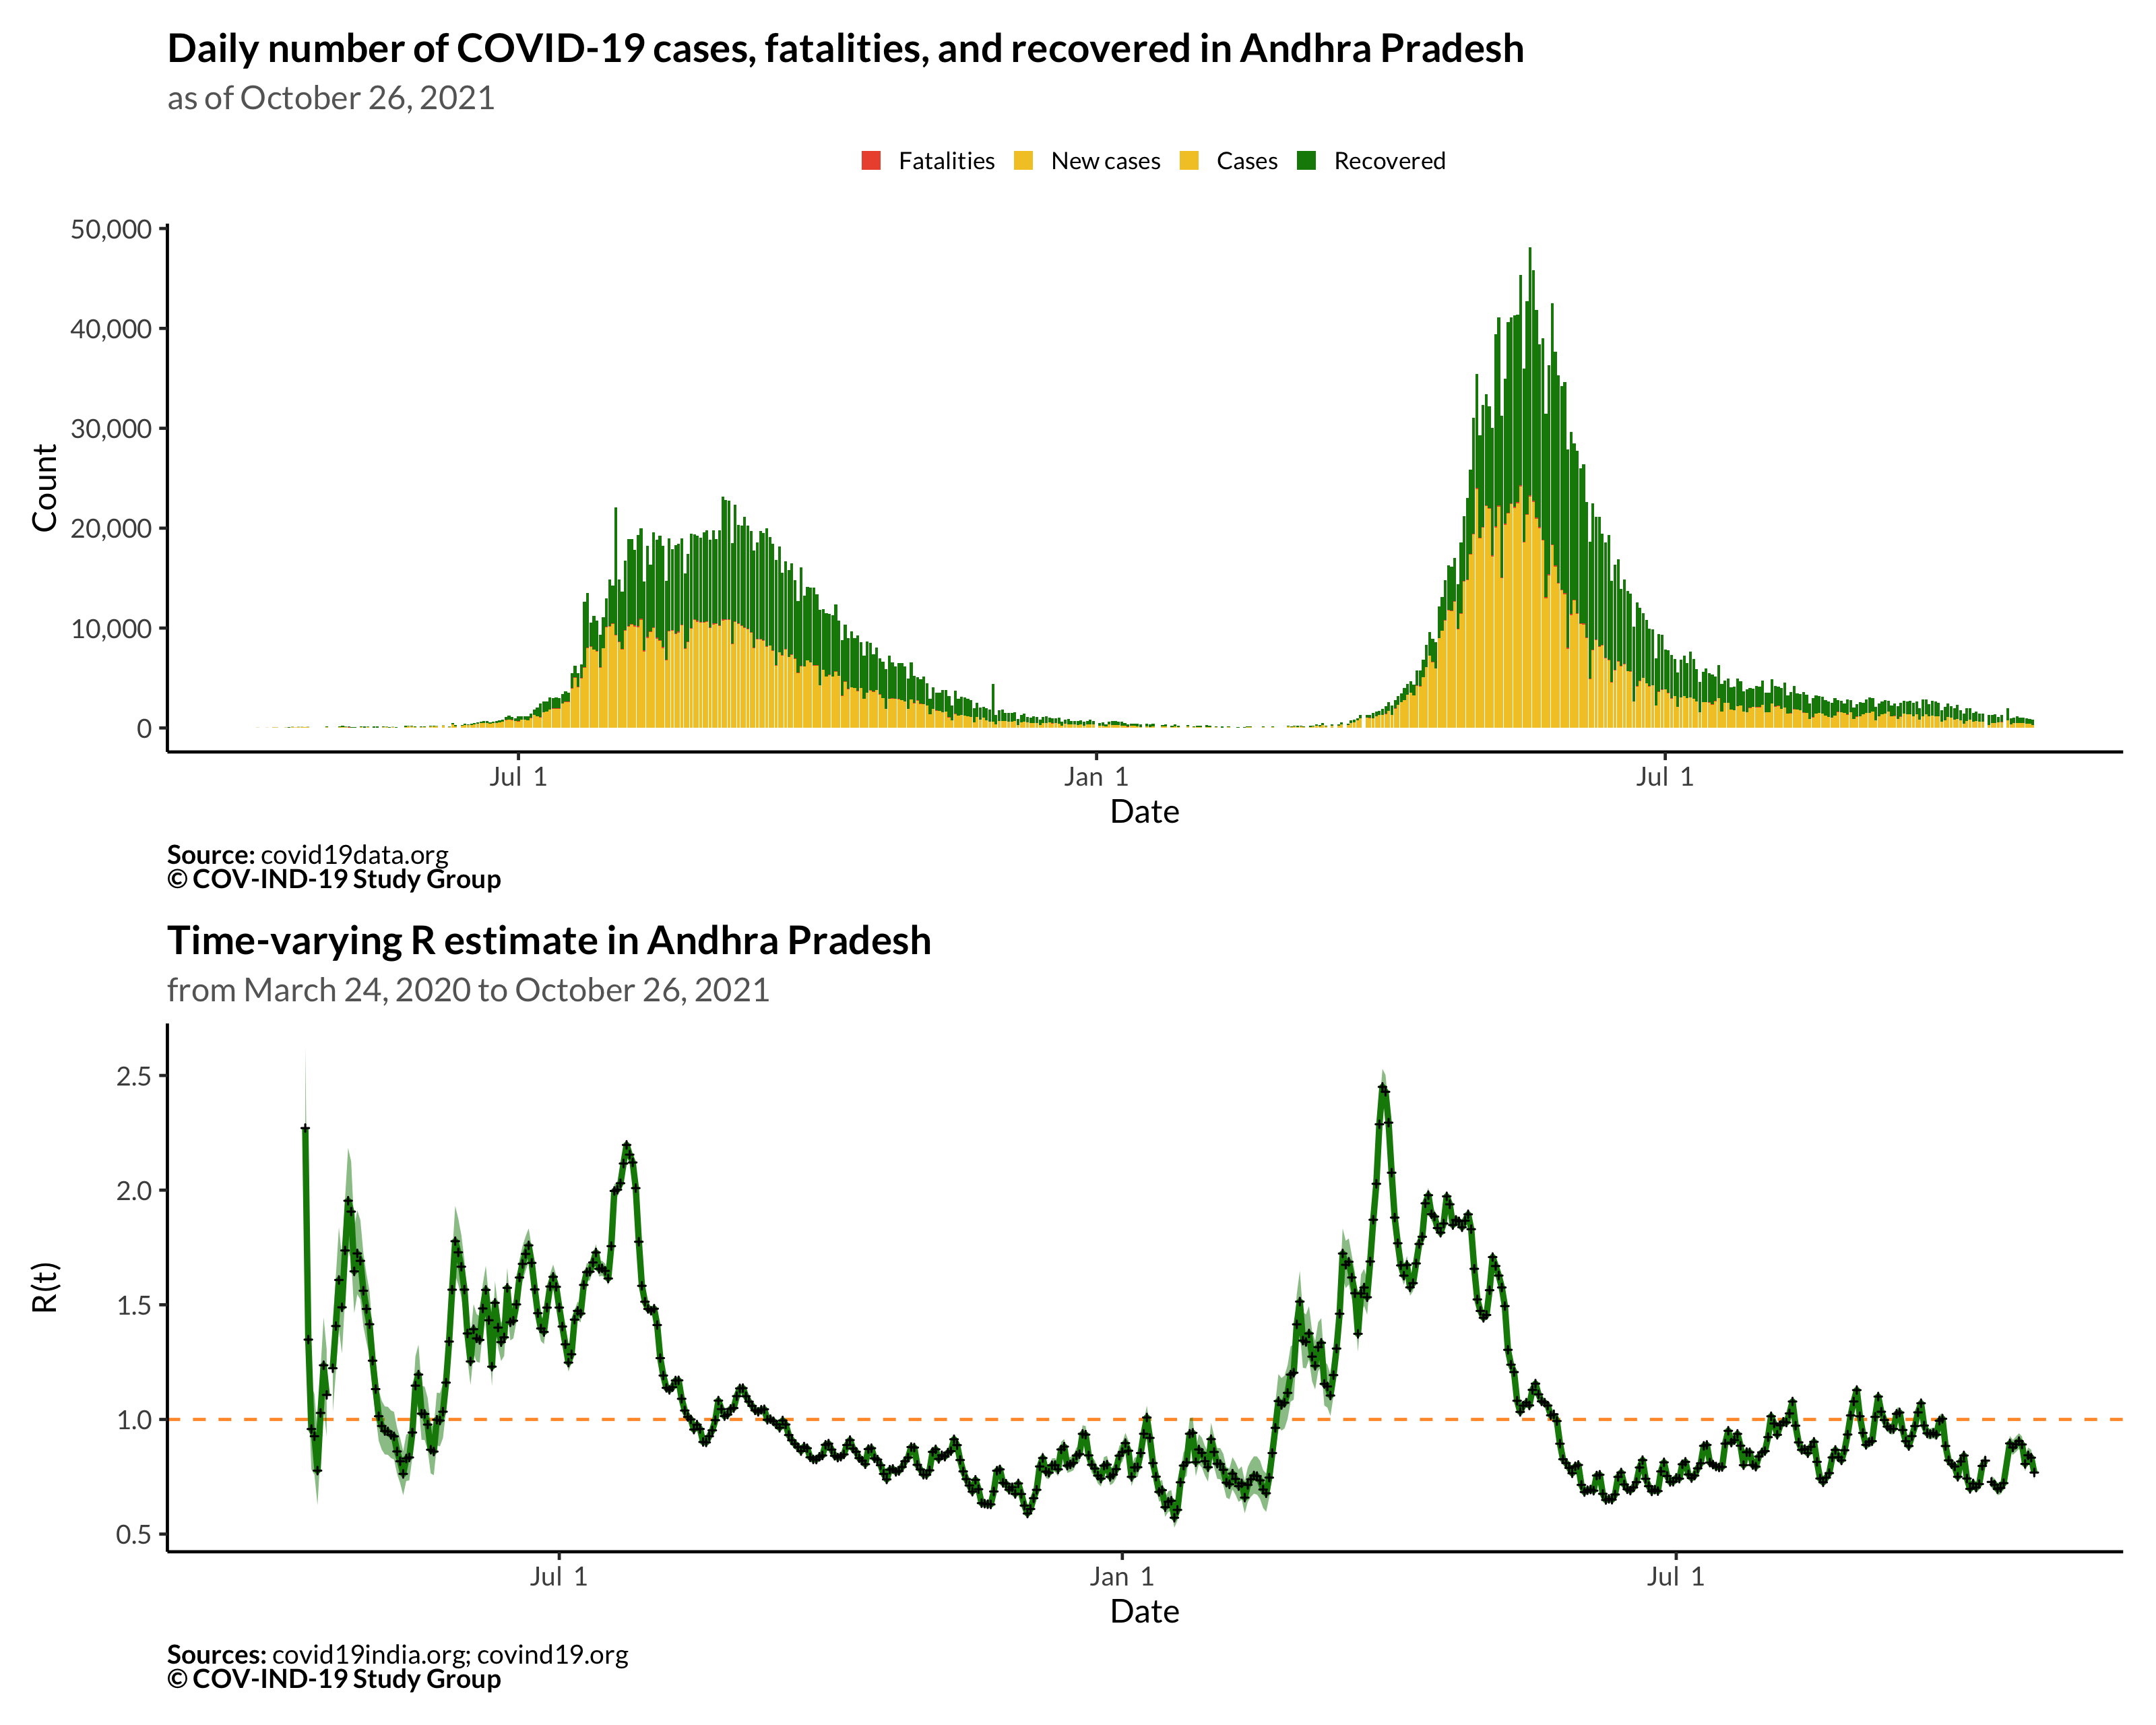 Daily number of COVID-19 cases, fatalities, and recovered in Andhra Pradesh
as of October 26, 2021
Fatalities New cases Cases Recovered
50,000
40,000
30,000
20,000
10,000
0
Count
Jul 1 Jan 1 Jul 1
Date
Source: covid19data.org
© COV-IND-19 Study Group
Time-varying R estimate in Andhra Pradesh
from March 24, 2020 to October 26, 2021
2.5
2.0
1.5
1.0
0.5
R(t)
Jul 1 Jan 1 Jul 1
Date
Sources: covid19india.org; covind19.org
© COV-IND-19 Study Group